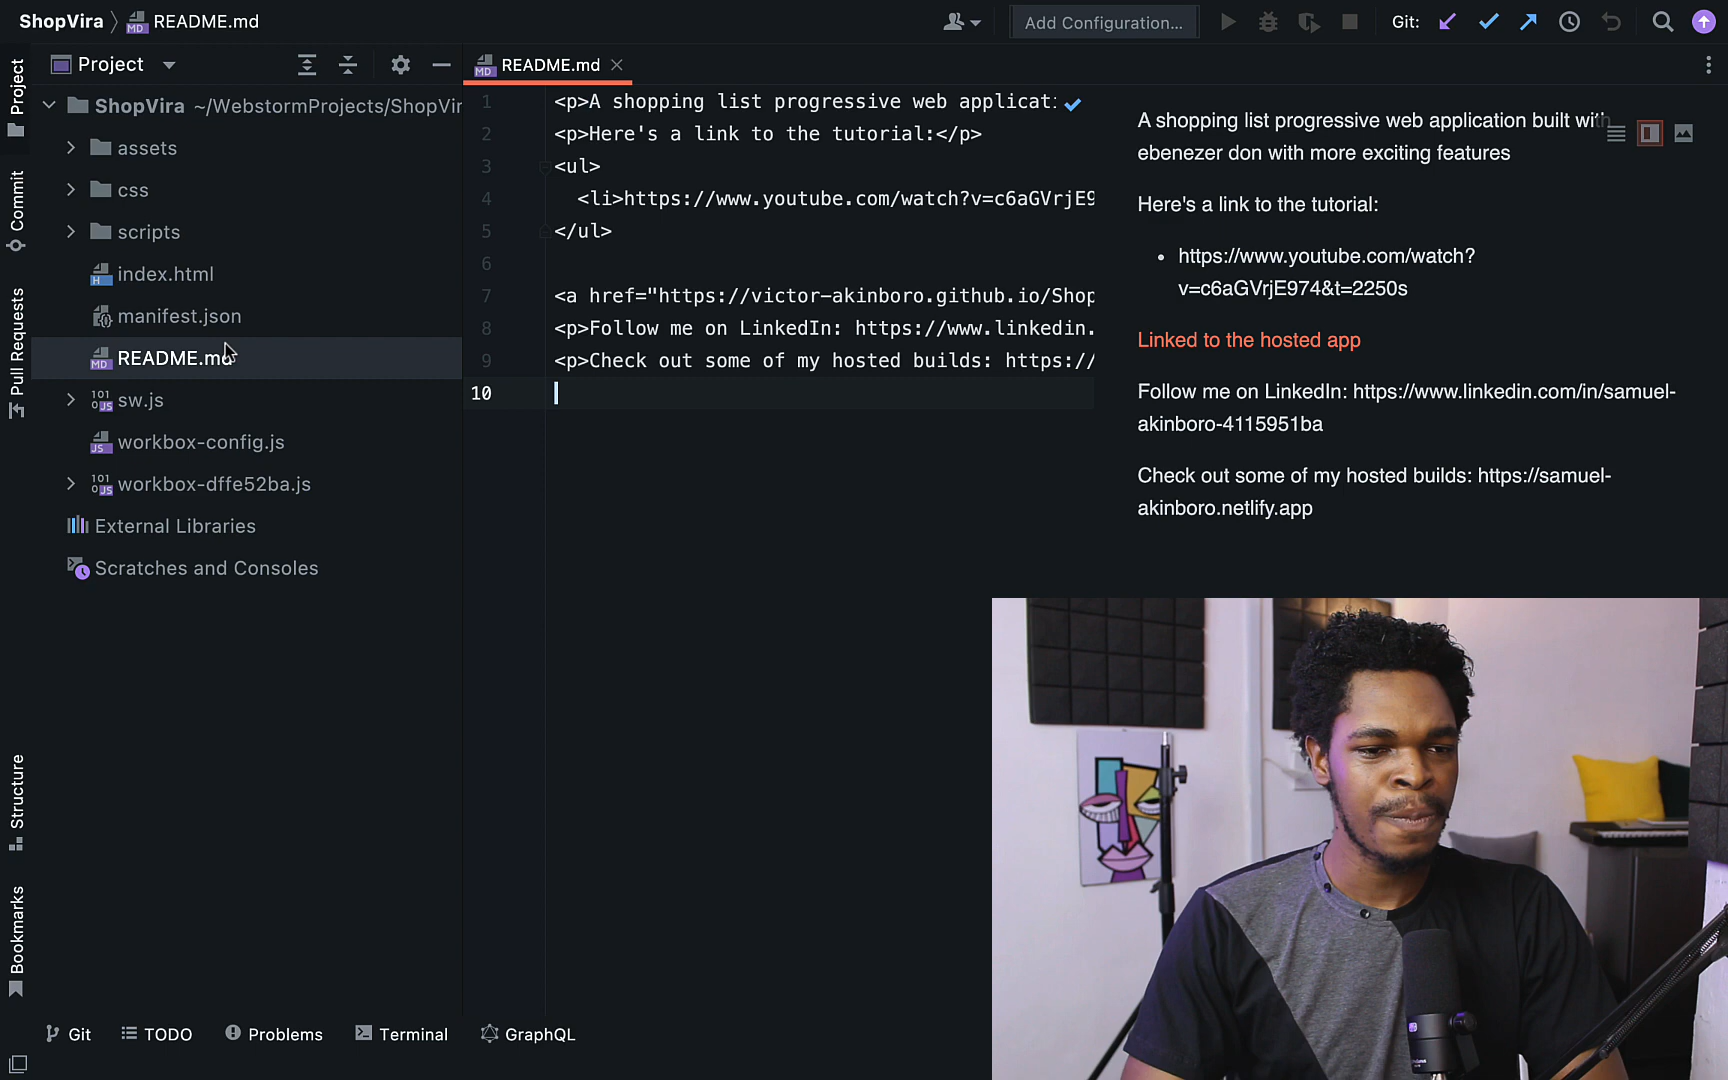 ShopVira README.md
Add Configuration...
Git:
Project
Project
README.md
ShopVira ~/WebstormProjects/ShopVir
assets
css
scripts
index.html
manifest.json
README.md
sw.js
workbox-config.js
workbox-dffe52ba.js
External Libraries
Scratches and Consoles
Commit
Pull Requests
Structure
Bookmarks
1 <p>A shopping list progressive web applicati
2 <p>Here's a link to the tutorial:</p>
3 <ul>
4 <li>https://www.youtube.com/watch?v=c6aGVrjE9
5 </ul>
6
7 <a href="https://victor-akinboro.github.io/Shop
8 <p>Follow me on LinkedIn: https://www.linkedin.
9 <p>Check out some of my hosted builds: https://
10
A shopping list progressive web application built with
ebenezer don with more exciting features
Here's a link to the tutorial:
• https://www.youtube.com/watch?
v=c6aGVrjE974&t=2250s
Linked to the hosted app
Follow me on LinkedIn: https://www.linkedin.com/in/samuel-
akinboro-4115951ba
Check out some of my hosted builds: https://samuel-
akinboro.netlify.app
Git TODO Problems Terminal GraphQL